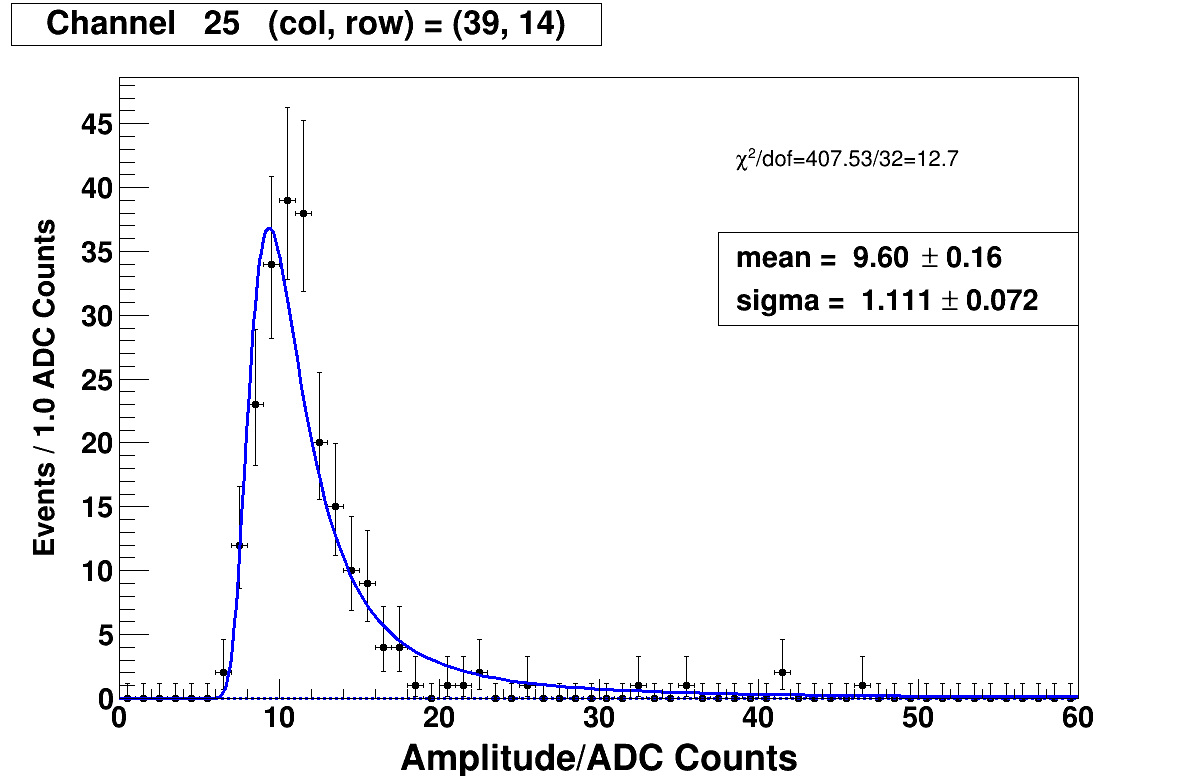 Channel 25 (col, row) = (39, 14)
Events / 1.0 ADC Counts
45
40
35
30
25
20
15
10
5
0
χ²/dof=407.53/32=12.7
mean = 9.60 ± 0.16
sigma = 1.111 ± 0.072
0 10 20 30 40 50 60
Amplitude/ADC Counts